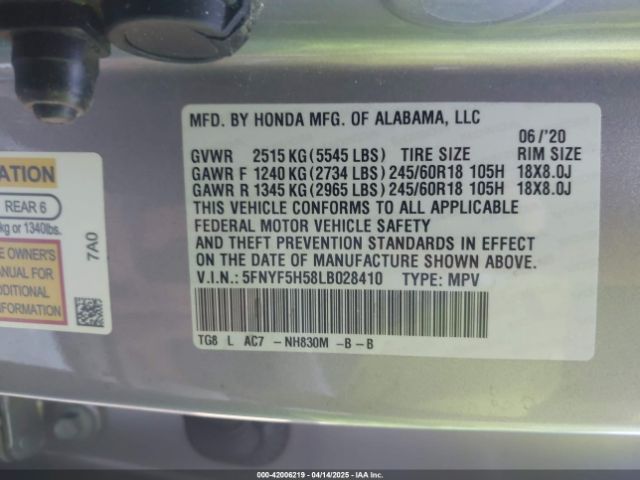 MFD. BY HONDA MFG. OF ALABAMA, LLC
06/'20
GVWR 2515 KG (5545 LBS) TIRE SIZE RIM SIZE
GAWR F 1240 KG (2734 LBS) 245/60R18 105H 18X8.0J
GAWR R 1345 KG (2965 LBS) 245/60R18 105H 18X8.0J
THIS VEHICLE CONFORMS TO ALL APPLICABLE
FEDERAL MOTOR VEHICLE SAFETY
AND THEFT PREVENTION STANDARDS IN EFFECT
ON THE DATE OF MANUFACTURE SHOWN ABOVE.
V.I.N.: 5FNYF5H58LB028410 TYPE: MPV
TG8 L AC7 -NH830M -B -B
REAR 6
kg or 1340lbs.
OWNER'S
MANUAL FOR
ADDITIONAL
INFORMATION
7A0
000-42006219 - 04/14/2025 - IAA Inc.